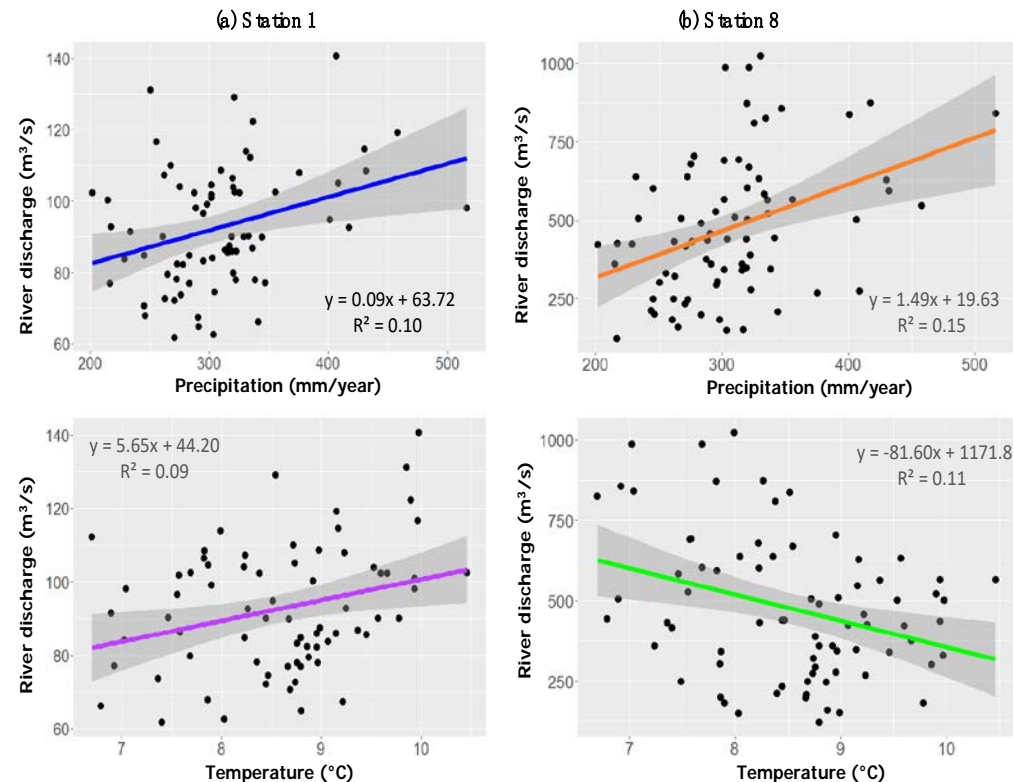 (a) Station 1
(b) Station 8
River discharge (m³/s)
140
120
100
80
60
y = 0.09x + 63.72
R² = 0.10
200
300
400
500
Precipitation (mm/year)
River discharge (m³/s)
1000
750
500
250
y = 1.49x + 19.63
R² = 0.15
200
300
400
500
Precipitation (mm/year)
River discharge (m³/s)
140
120
100
80
60
y = 5.65x + 44.20
R² = 0.09
7
8
9
10
Temperature (°C)
River discharge (m³/s)
1000
750
500
250
y = -81.60x + 1171.8
R² = 0.11
7
8
9
10
Temperature (°C)